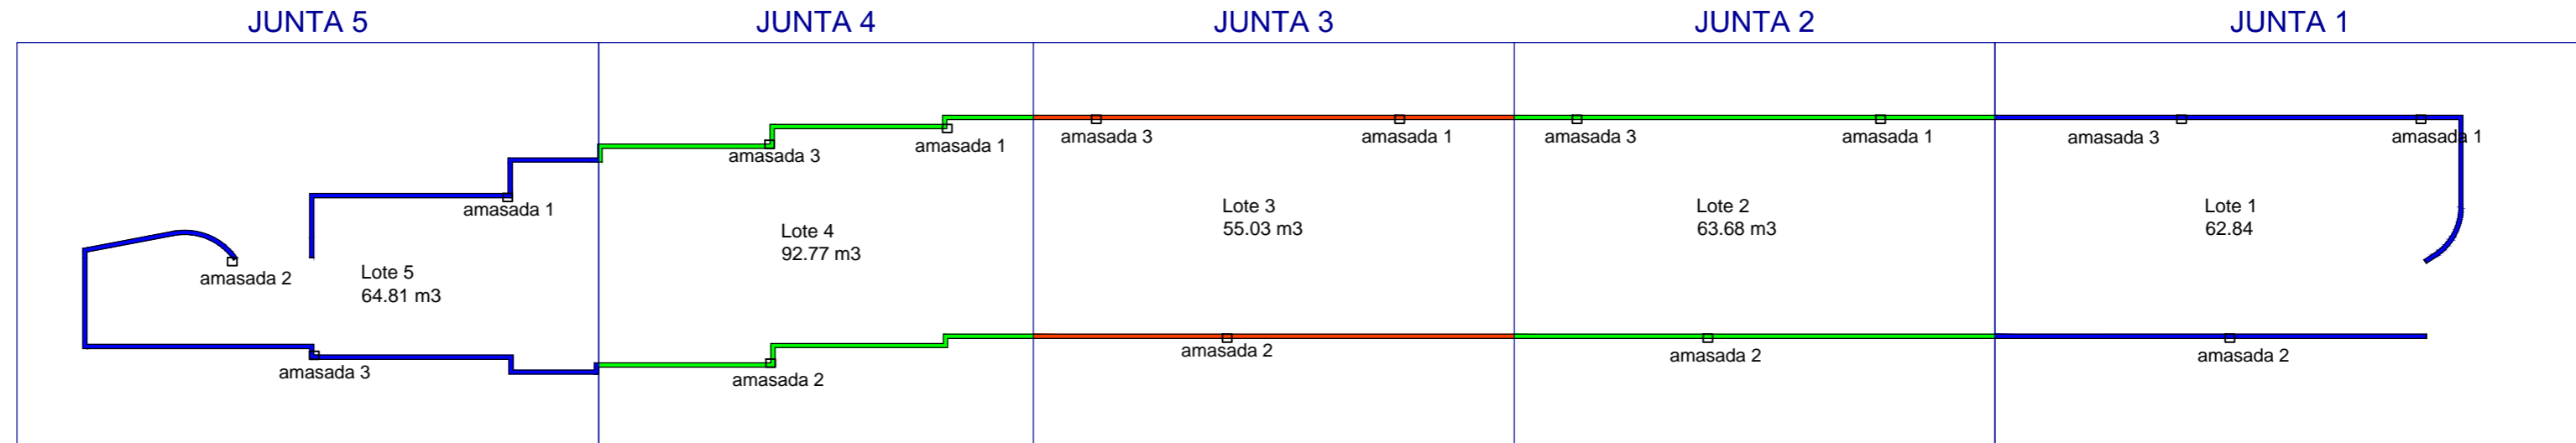 JUNTA 5
JUNTA 4
JUNTA 3
JUNTA 2
JUNTA 1
amasada 1
amasada 2
Lote 5
64.81 m3
amasada 3
amasada 3
amasada 1
Lote 4
92.77 m3
amasada 2
amasada 3
amasada 1
Lote 3
55.03 m3
amasada 2
amasada 3
amasada 1
Lote 2
63.68 m3
amasada 2
amasada 3
amasada 1
Lote 1
62.84
amasada 2